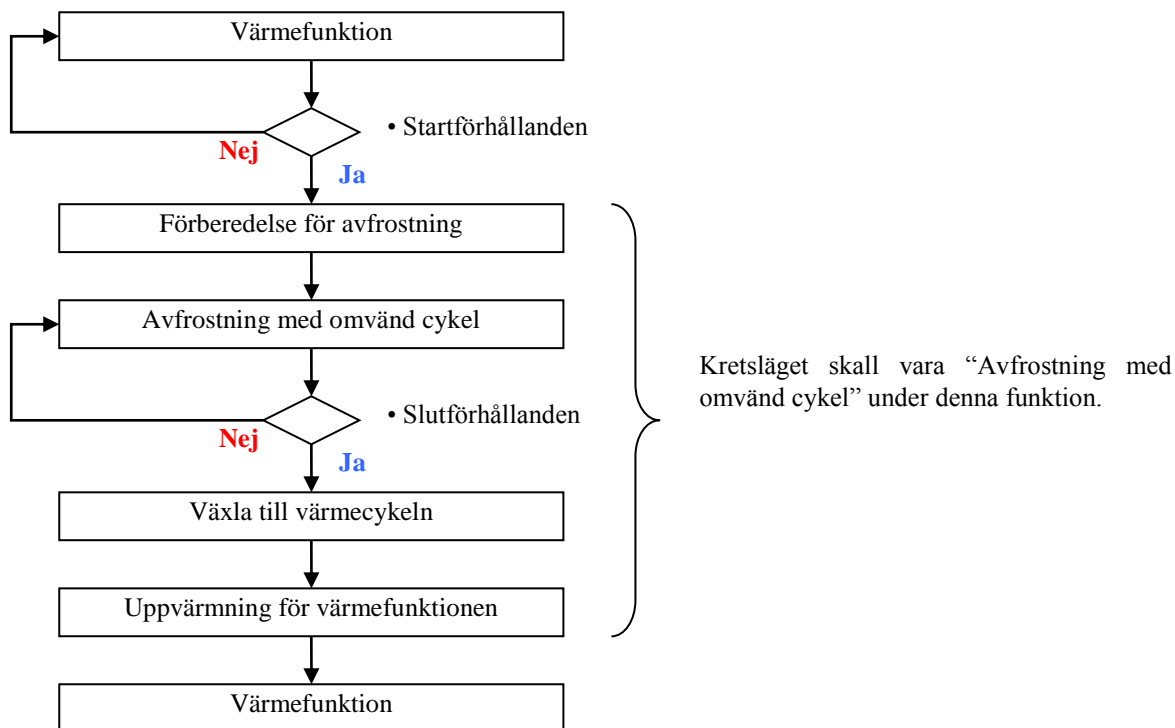 Värmefunktion
• Startförhållanden
Nej
Ja
Förberedelse för avfrostning
Avfrostning med omvänd cykel
Kretsläget skall vara “Avfrostning med
omvänd cykel” under denna funktion.
• Slutförhållanden
Nej
Ja
Växla till värmecykeln
Uppvärmning för värmefunktionen
Värmefunktion